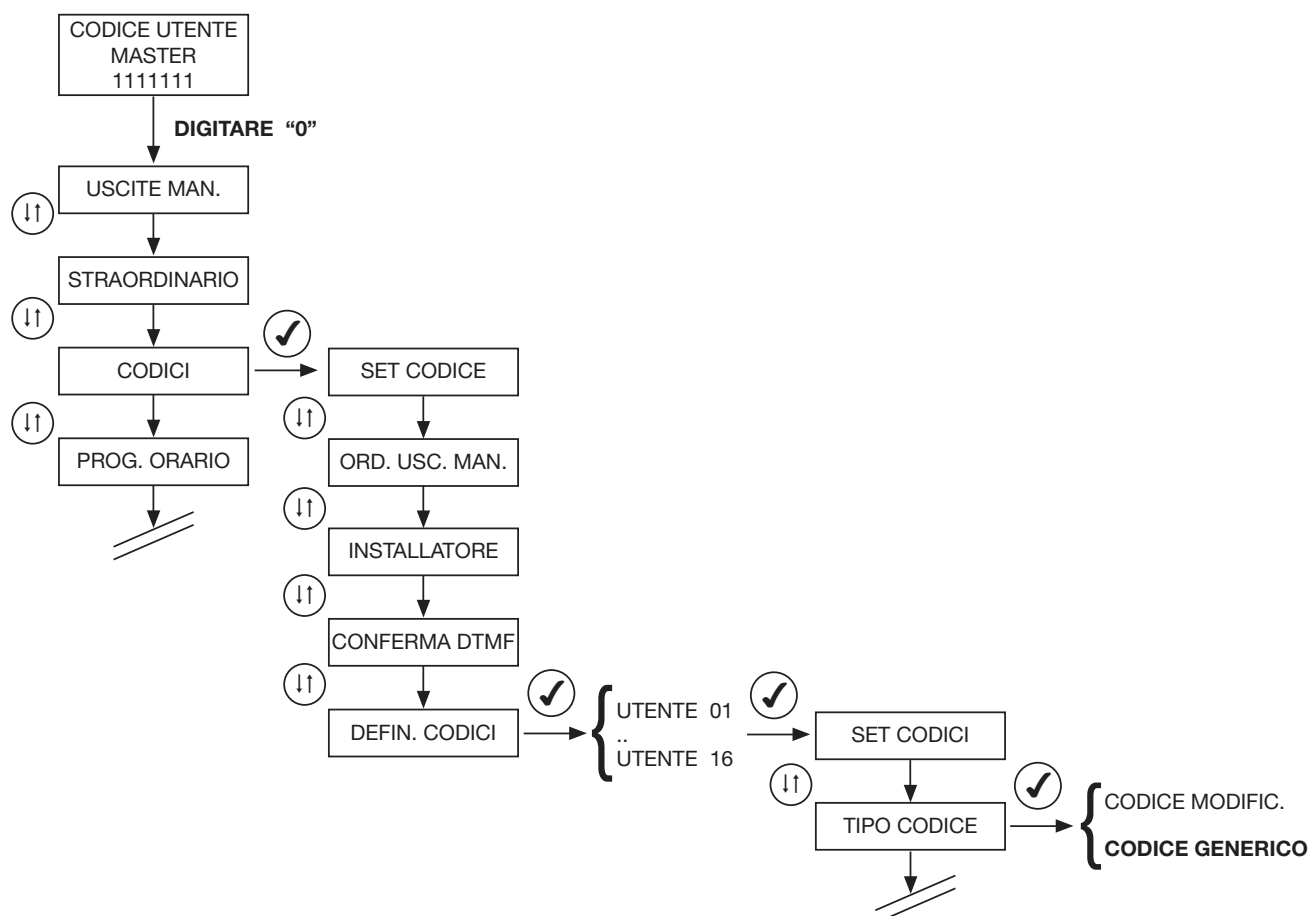 CODICE UTENTE
MASTER
1111111
DIGITARE “0”
USCITE MAN.
STRAORDINARIO
CODICI
PROG. ORARIO
SET CODICE
ORD. USC. MAN.
INSTALLATORE
CONFERMA DTMF
DEFIN. CODICI
UTENTE 01
..
UTENTE 16
SET CODICI
TIPO CODICE
CODICE MODIFIC.
CODICE GENERICO